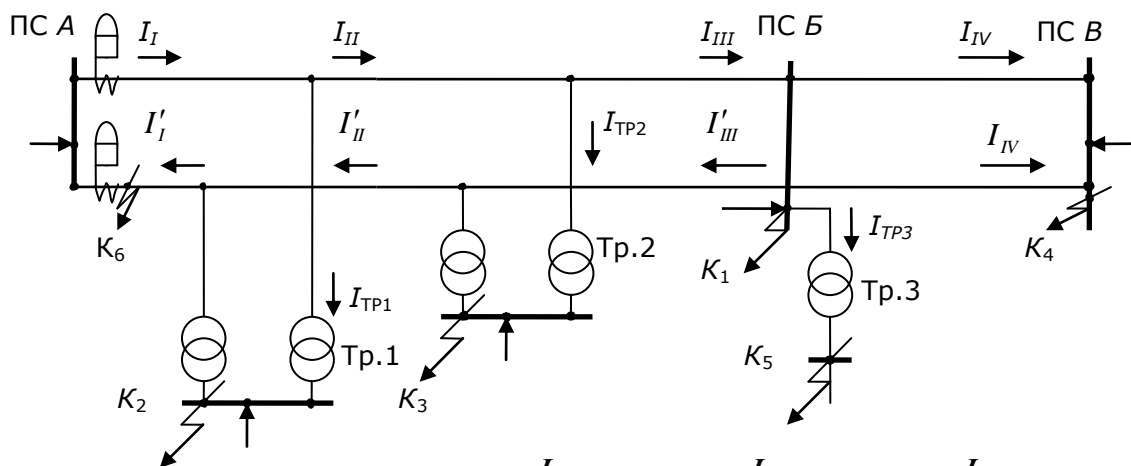 ПС А I_I I_II I_III ПС Б I_IV ПС В
I'_I I'_II I_ТР2 I'_III I_IV
К6 Тр.2 К1 I_ТР3 К4
I_ТР1 Тр.3
К2 Тр.1 К3 К5
I I I